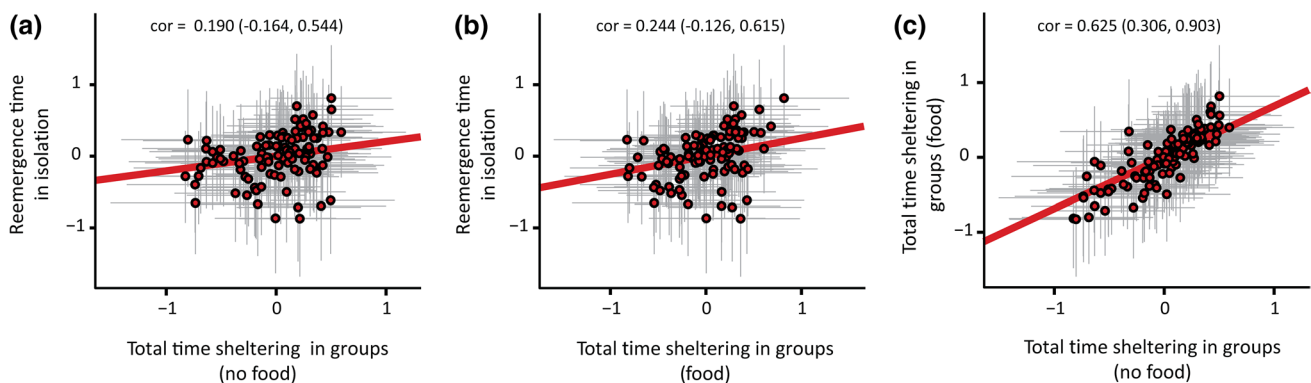 (a)
cor = 0.190 (-0.164, 0.544)
Reemergence time
in isolation
1
0
−1
−1
0
1
Total time sheltering in groups
(no food)
(b)
cor = 0.244 (-0.126, 0.615)
Reemergence time
in isolation
1
0
−1
−1
0
1
Total time sheltering in groups
(food)
(c)
cor = 0.625 (0.306, 0.903)
Total time sheltering in
groups (food)
1
0
−1
−1
0
1
Total time sheltering in groups
(no food)